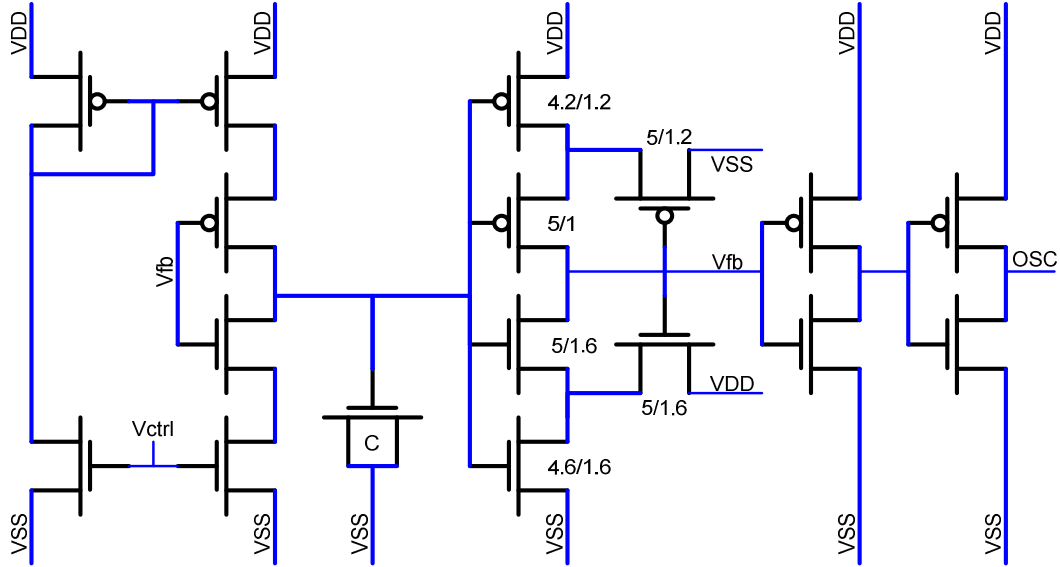 VDD
VDD
VDD
VDD
VDD
4.2/1.2
5/1.2
VSS
5/1
Vfb
Vfb
OSC
5/1.6
VDD
5/1.6
Vctrl
C
4.6/1.6
VSS
VSS
VSS
VSS
VSS
VSS